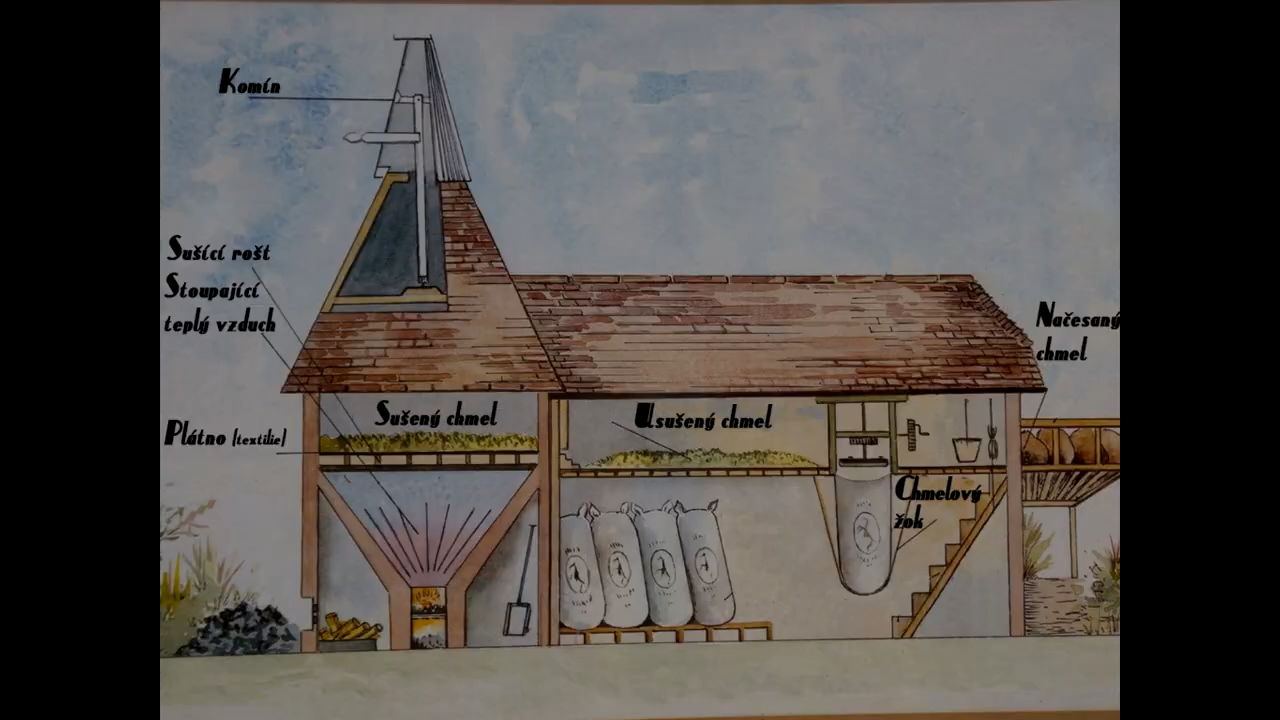 Komín
Sušící rošt
Stoupající
teplý vzduch
Načesaný
chmel
Sušený chmel
Usušený chmel
Plátno (textilie)
Chmelový
žok